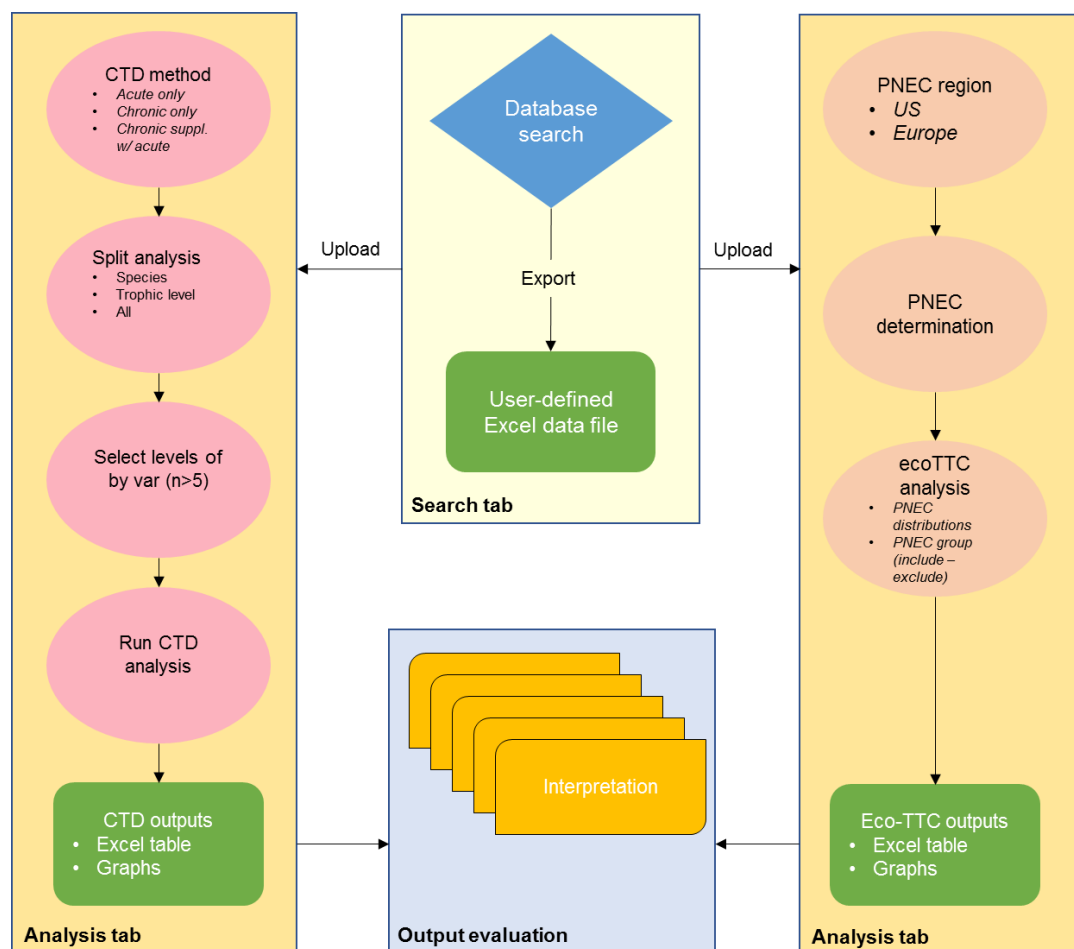 CTD method
• Acute only
• Chronic only
• Chronic suppl.
w/ acute
Split analysis
• Species
• Trophic level
• All
Select levels of
by var (n>5)
Run CTD
analysis
CTD outputs
• Excel table
• Graphs
Analysis tab
Upload
Database
search
Export
User-defined
Excel data file
Search tab
Upload
Interpretation
Output evaluation
PNEC region
• US
• Europe
PNEC
determination
ecoTTC
analysis
• PNEC
distributions
• PNEC group
(include –
exclude)
Eco-TTC outputs
• Excel table
• Graphs
Analysis tab